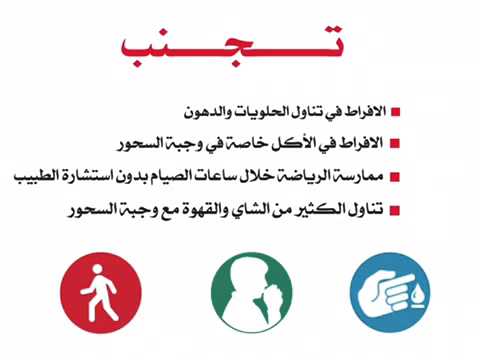 تـــجـــنـــب
الافراط في تناول الحلويات والدهون
الافراط في الأكل خاصة في وجبة السحور
ممارسة الرياضة خلال ساعات الصيام بدون استشارة الطبيب
تناول الكثير من الشاي والقهوة مع وجبة السحور